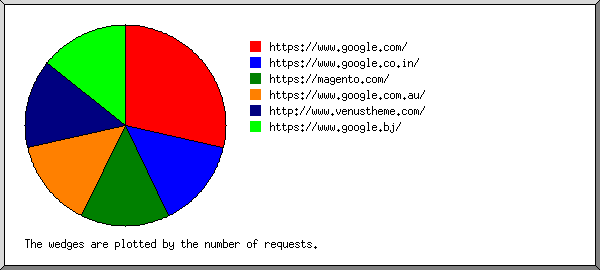 https://www.google.com/
https://www.google.co.in/
https://magento.com/
https://www.google.com.au/
http://www.venustheme.com/
https://www.google.bj/
The wedges are plotted by the number of requests.